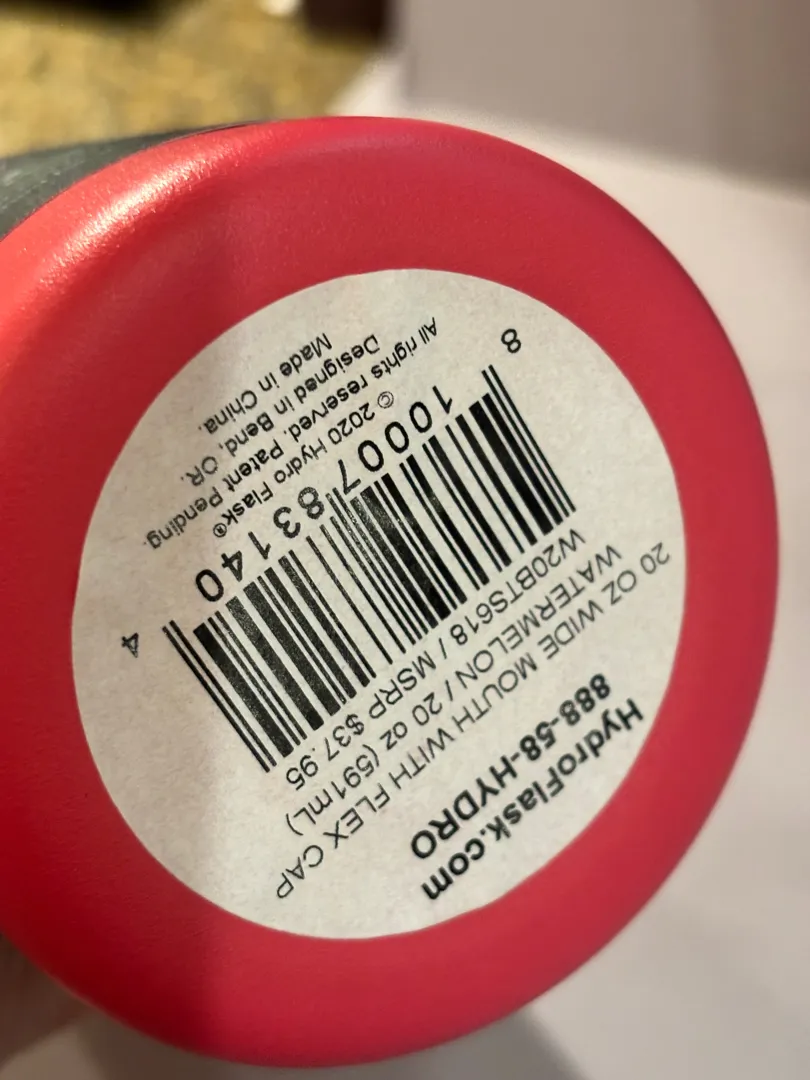 HydroFlask.com
888-58-HYDRO
20 OZ WIDE MOUTH WITH FLEX CAP
WATERMELON / 20 oz (591mL)
W20BTS618 / MSRP $37.95
8 10007 83140 4
© 2020 Hydro Flask®
All rights reserved. Patent Pending.
Designed in Bend, OR.
Made in China.